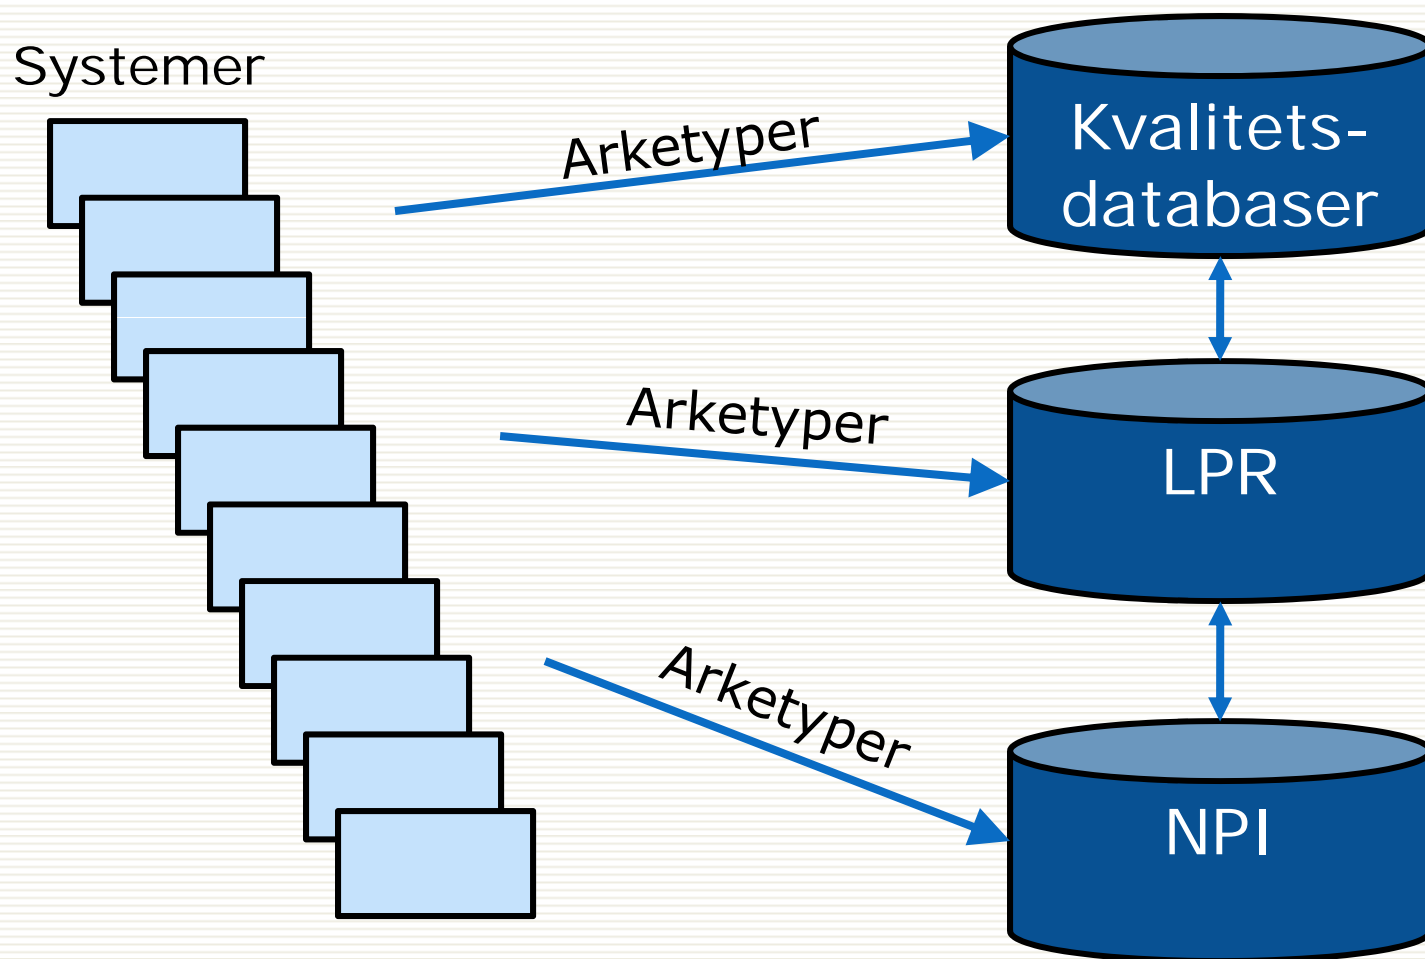 Systemer
Arketyper
Kvalitets-
databaser
Arketyper
LPR
Arketyper
NPI